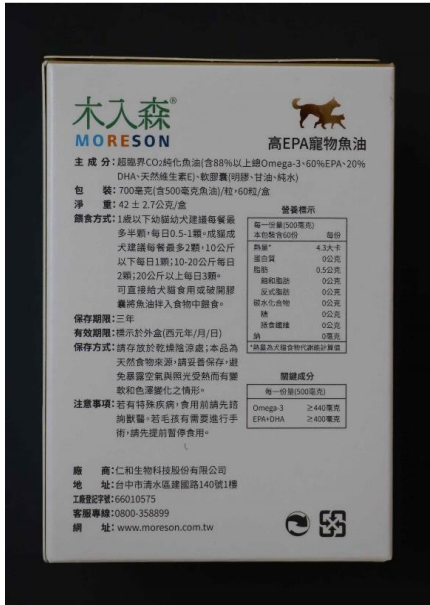 木入森®
MORESON
高EPA寵物魚油
主成分:超臨界CO2純化魚油(含88%以上總Omega-3、60%EPA、20%
DHA、天然維生素E)、軟膠囊(明膠、甘油、純水)
包裝:700毫克(含500毫克魚油)/粒,60粒/盒
淨重:42 ± 2.7公克/盒
餵食方式:1歲以下幼貓幼犬建議每餐最
多半顆,每日0.5-1顆。成貓成
犬建議每餐最多2顆,10公斤
以下每日1顆;10-20公斤每日
2顆;20公斤以上每日3顆。
可直接給犬貓食用或破開膠
囊將魚油拌入食物中餵食。
保存期限:三年
有效期限:標示於外盒(西元年/月/日)
保存方式:請存放於乾燥陰涼處;本品為
天然食物來源,請妥善保存,避
免暴露空氣與照光受熱而有變
軟和色澤變化之情形。
注意事項:若有特殊疾病,食用前請先諮
詢獸醫。若毛孩有需要進行手
術,請先提前暫停食用。
營養標示
每一份量(500毫克)
本包裝含60份 每份
熱量* 4.3大卡
蛋白質 0公克
脂肪 0.5公克
飽和脂肪 0公克
反式脂肪 0公克
碳水化合物 0公克
糖 0公克
膳食纖維 0公克
鈉 0毫克
*熱量為犬貓食物代謝能計算值
關鍵成分
每一份量(500毫克)
Omega-3 ≥440毫克
EPA+DHA ≥400毫克
廠商:仁和生物科技股份有限公司
地址:台中市清水區建國路140號1樓
工廠登記字號:66010575
客服專線:0800-358899
網址:www.moreson.com.tw